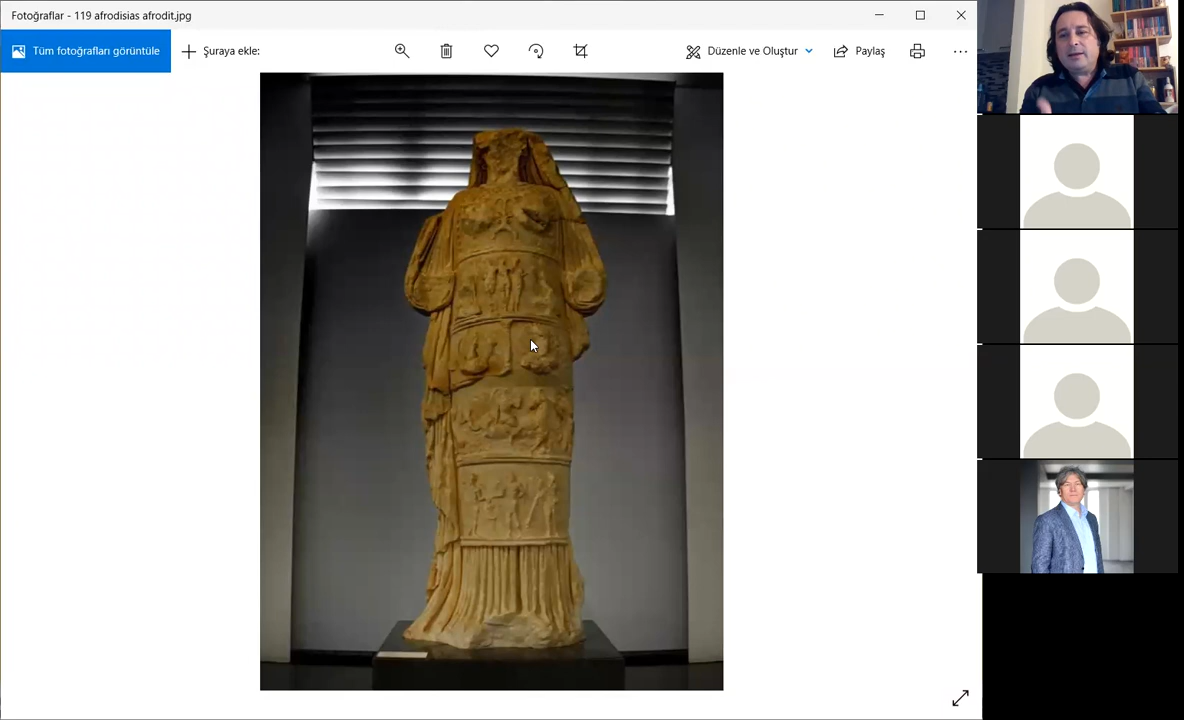 Fotoğraflar - 119 afrodisias afrodit.jpg
Tüm fotoğrafları görüntüle
Şuraya ekle:
Düzenle ve Oluştur
Paylaş